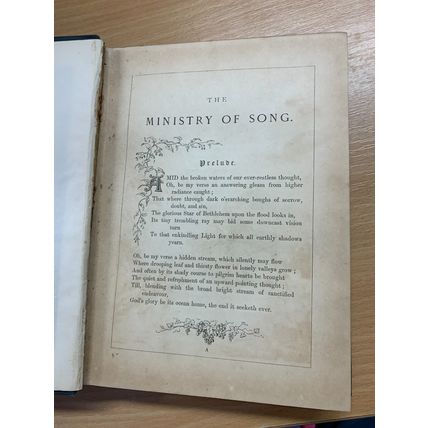 THE
MINISTRY OF SONG.
Prelude.
AMID the broken waters of our ever-restless thought,
Oh, be my verse an answering gleam from higher
radiance caught;
That where through dark o'erarching boughs of sorrow,
doubt, and sin,
The glorious Star of Bethlehem upon the flood looks in,
Its tiny trembling ray may bid some downcast vision
turn
To that enkindling Light for which all earthly shadows
yearn.
Oh, be my verse a hidden stream, which silently may flow
Where drooping leaf and thirsty flower in lonely valleys grow;
And often by its shady course to pilgrim hearts be brought
The quiet and refreshment of an upward pointing thought;
Till, blending with the broad bright stream of sanctified
endeavour,
God's glory be its ocean home, the end it seeketh ever.
A